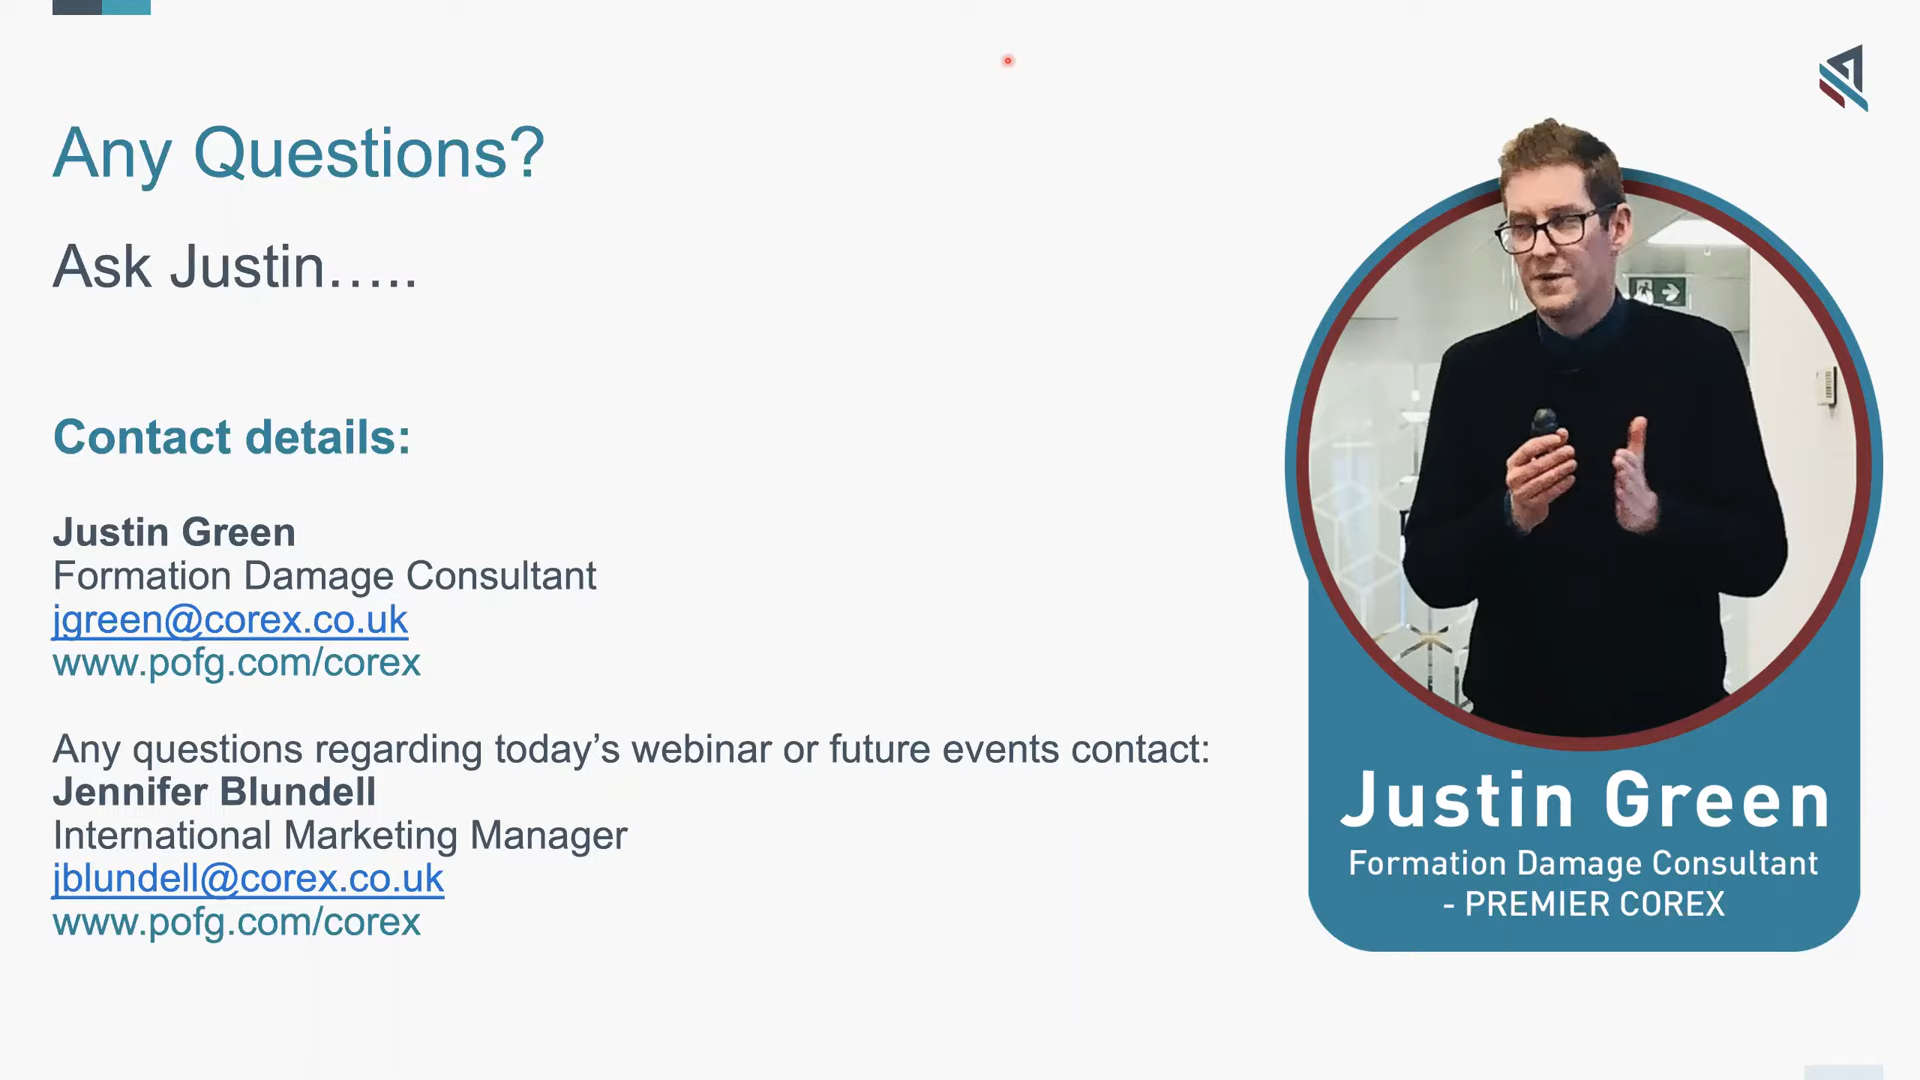 Any Questions?
Ask Justin…..
Contact details:
Justin Green
Formation Damage Consultant
jgreen@corex.co.uk
www.pofg.com/corex
Any questions regarding today’s webinar or future events contact:
Jennifer Blundell
International Marketing Manager
jblundell@corex.co.uk
www.pofg.com/corex
Justin Green
Formation Damage Consultant
- PREMIER COREX